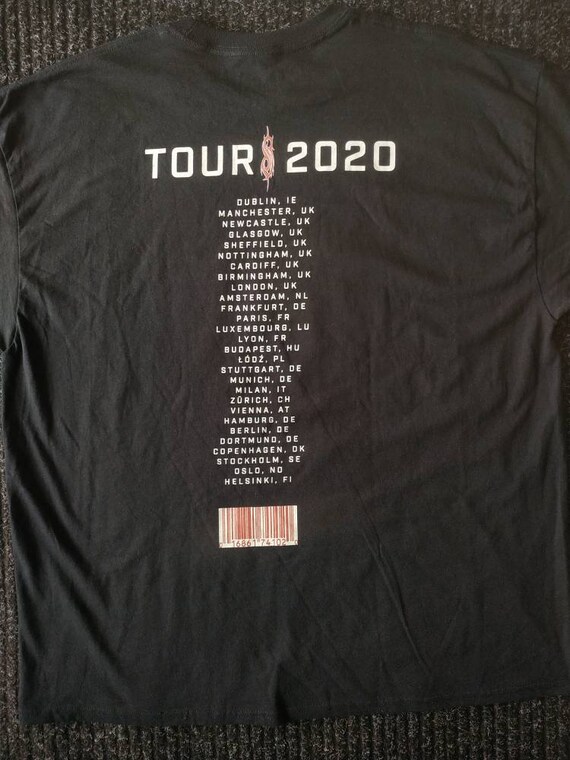 TOUR S 2020
DUBLIN, IE
MANCHESTER, UK
NEWCASTLE, UK
GLASGOW, UK
SHEFFIELD, UK
NOTTINGHAM, UK
CARDIFF, UK
BIRMINGHAM, UK
LONDON, UK
AMSTERDAM, NL
FRANKFURT, DE
PARIS, FR
LUXEMBOURG, LU
LYON, FR
BUDAPEST, HU
ŁÓDŹ, PL
STUTTGART, DE
MUNICH, DE
MILAN, IT
ZÜRICH, CH
VIENNA, AT
HAMBURG, DE
BERLIN, DE
DORTMUND, DE
COPENHAGEN, DK
STOCKHOLM, SE
OSLO, NO
HELSINKI, FI
16861 74102